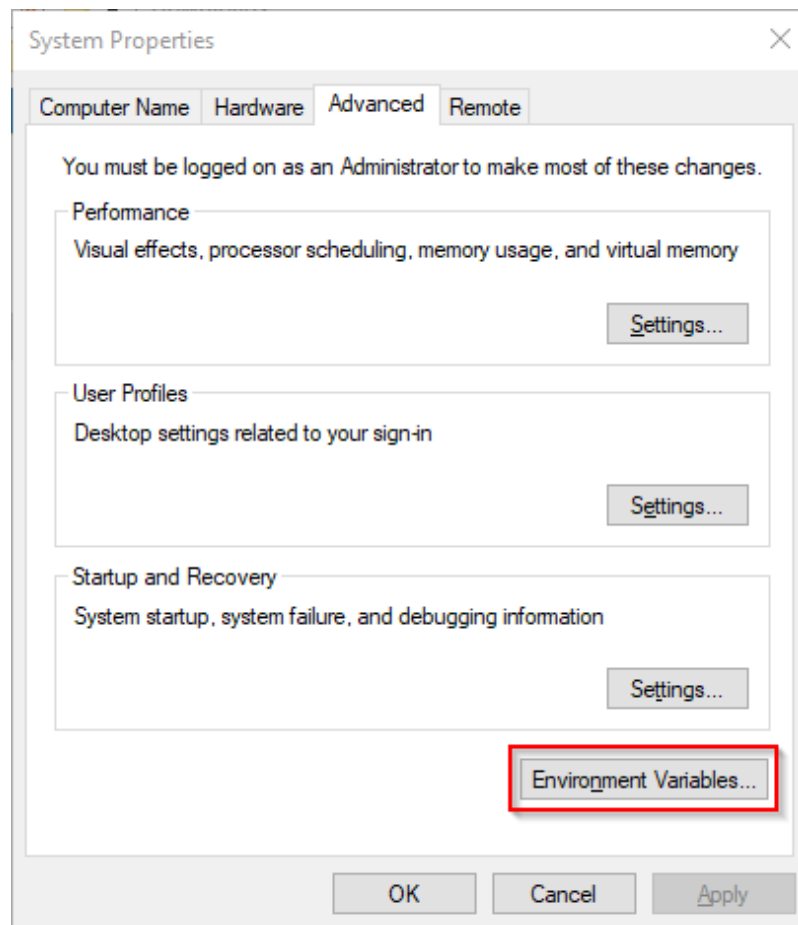 System Properties
Computer Name Hardware Advanced Remote
You must be logged on as an Administrator to make most of these changes.
Performance
Visual effects, processor scheduling, memory usage, and virtual memory
Settings...
User Profiles
Desktop settings related to your sign-in
Settings...
Startup and Recovery
System startup, system failure, and debugging information
Settings...
Environment Variables...
OK Cancel Apply